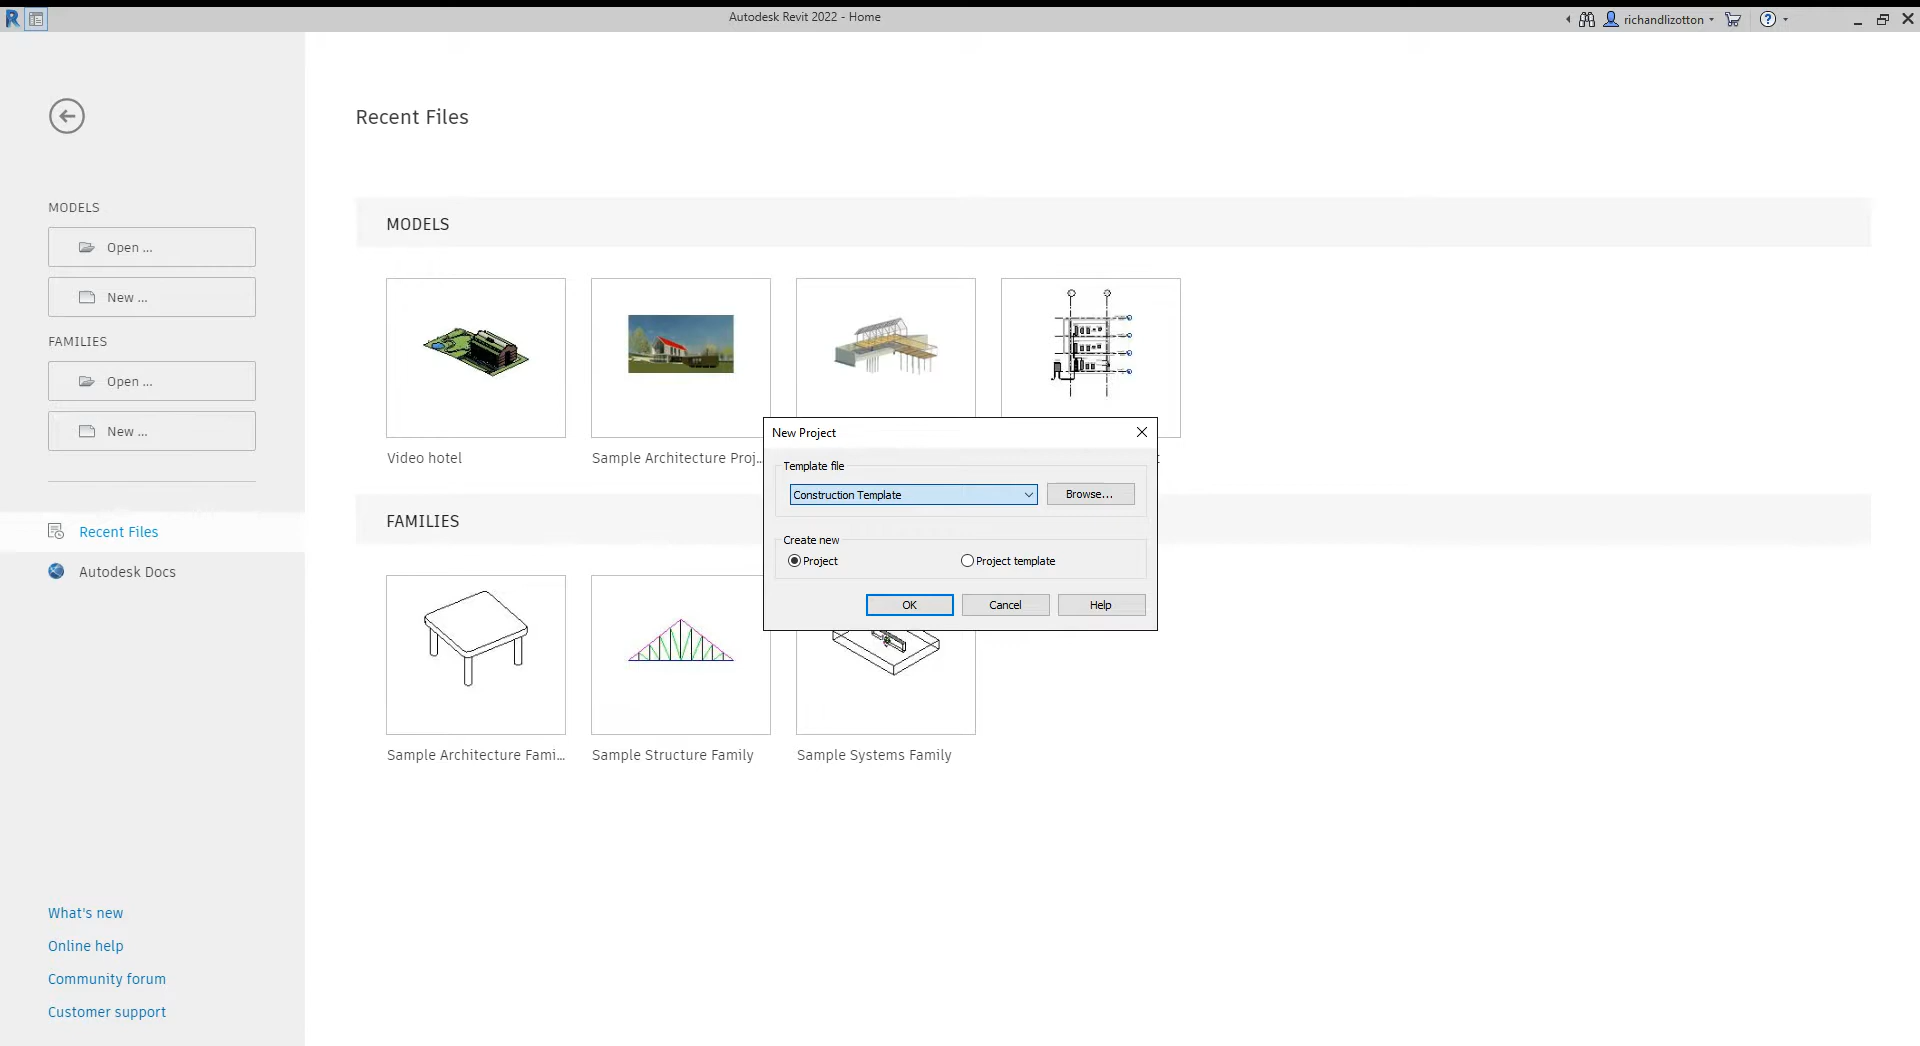 Autodesk Revit 2022 - Home
richandlizotton
Recent Files
MODELS
Open ...
New ...
FAMILIES
Open ...
New ...
Recent Files
Autodesk Docs
What's new
Online help
Community forum
Customer support
MODELS
Video hotel
Sample Architecture Proj...
FAMILIES
Sample Architecture Fami...
Sample Structure Family
Sample Systems Family
New Project
Template file
Construction Template
Browse...
Create new
Project
Project template
OK
Cancel
Help